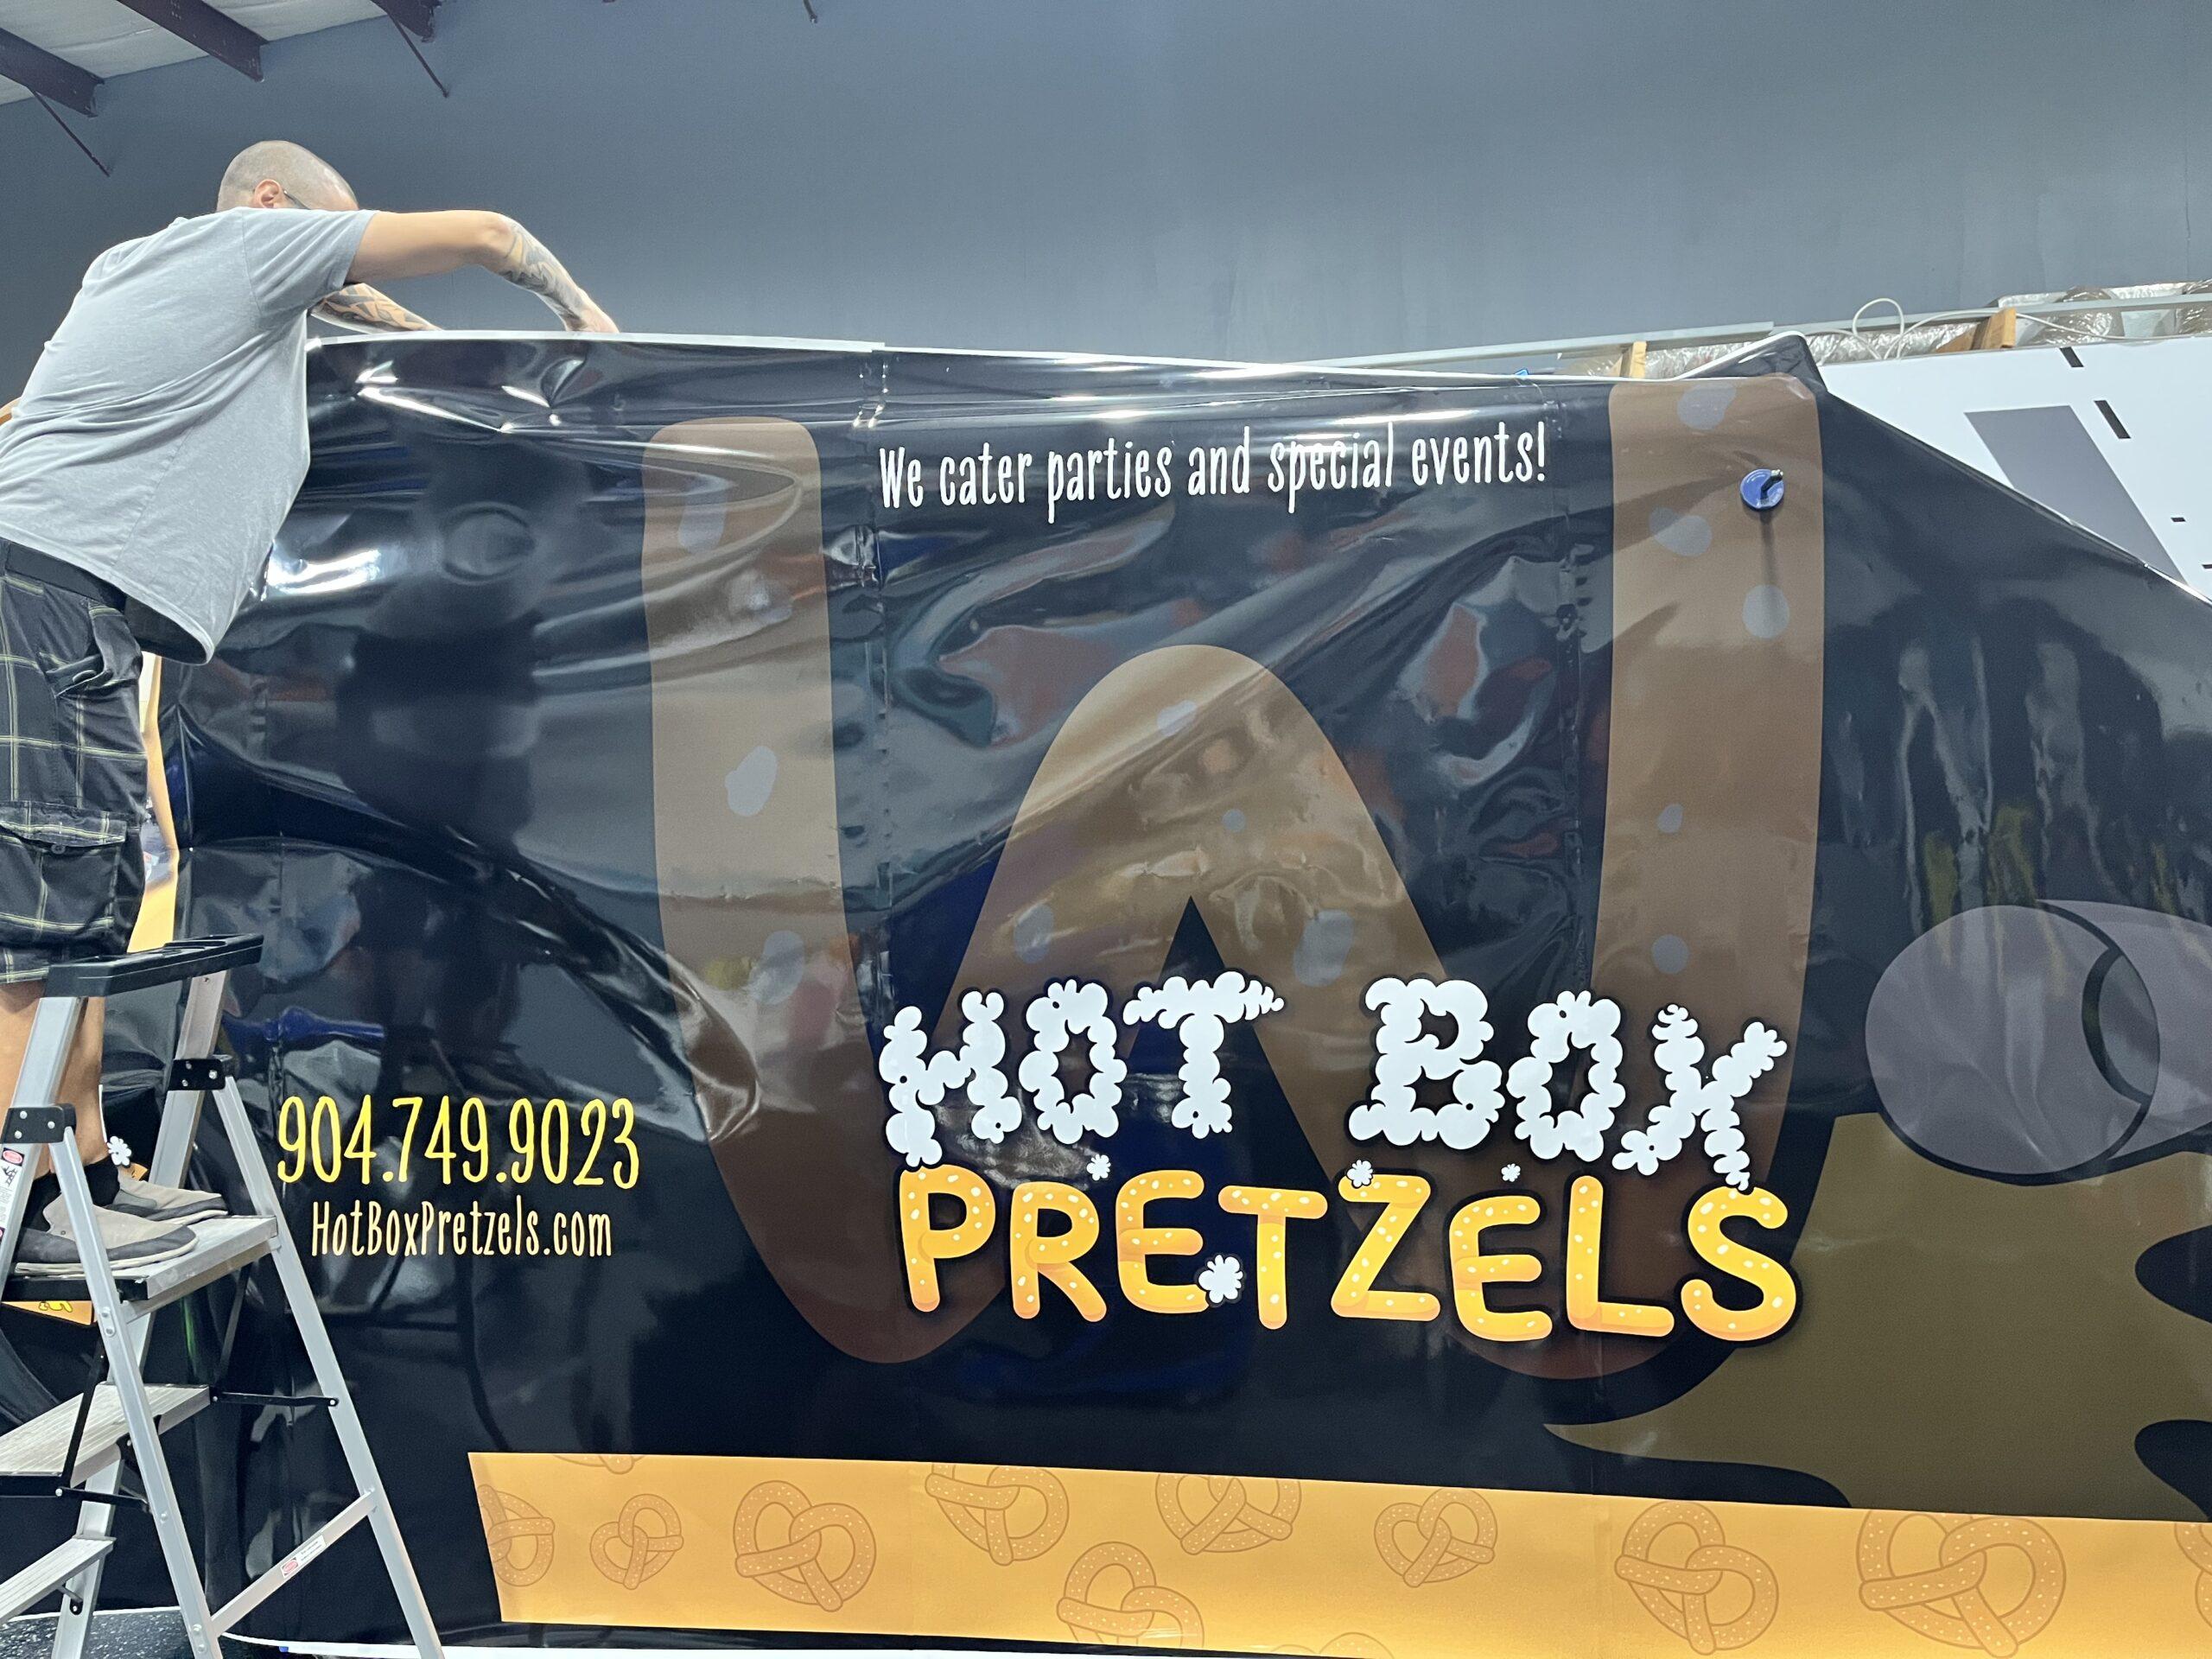 We cater parties and special events!
HOT BOX
PRETZELS
904.749.9023
HotBoxPretzels.com